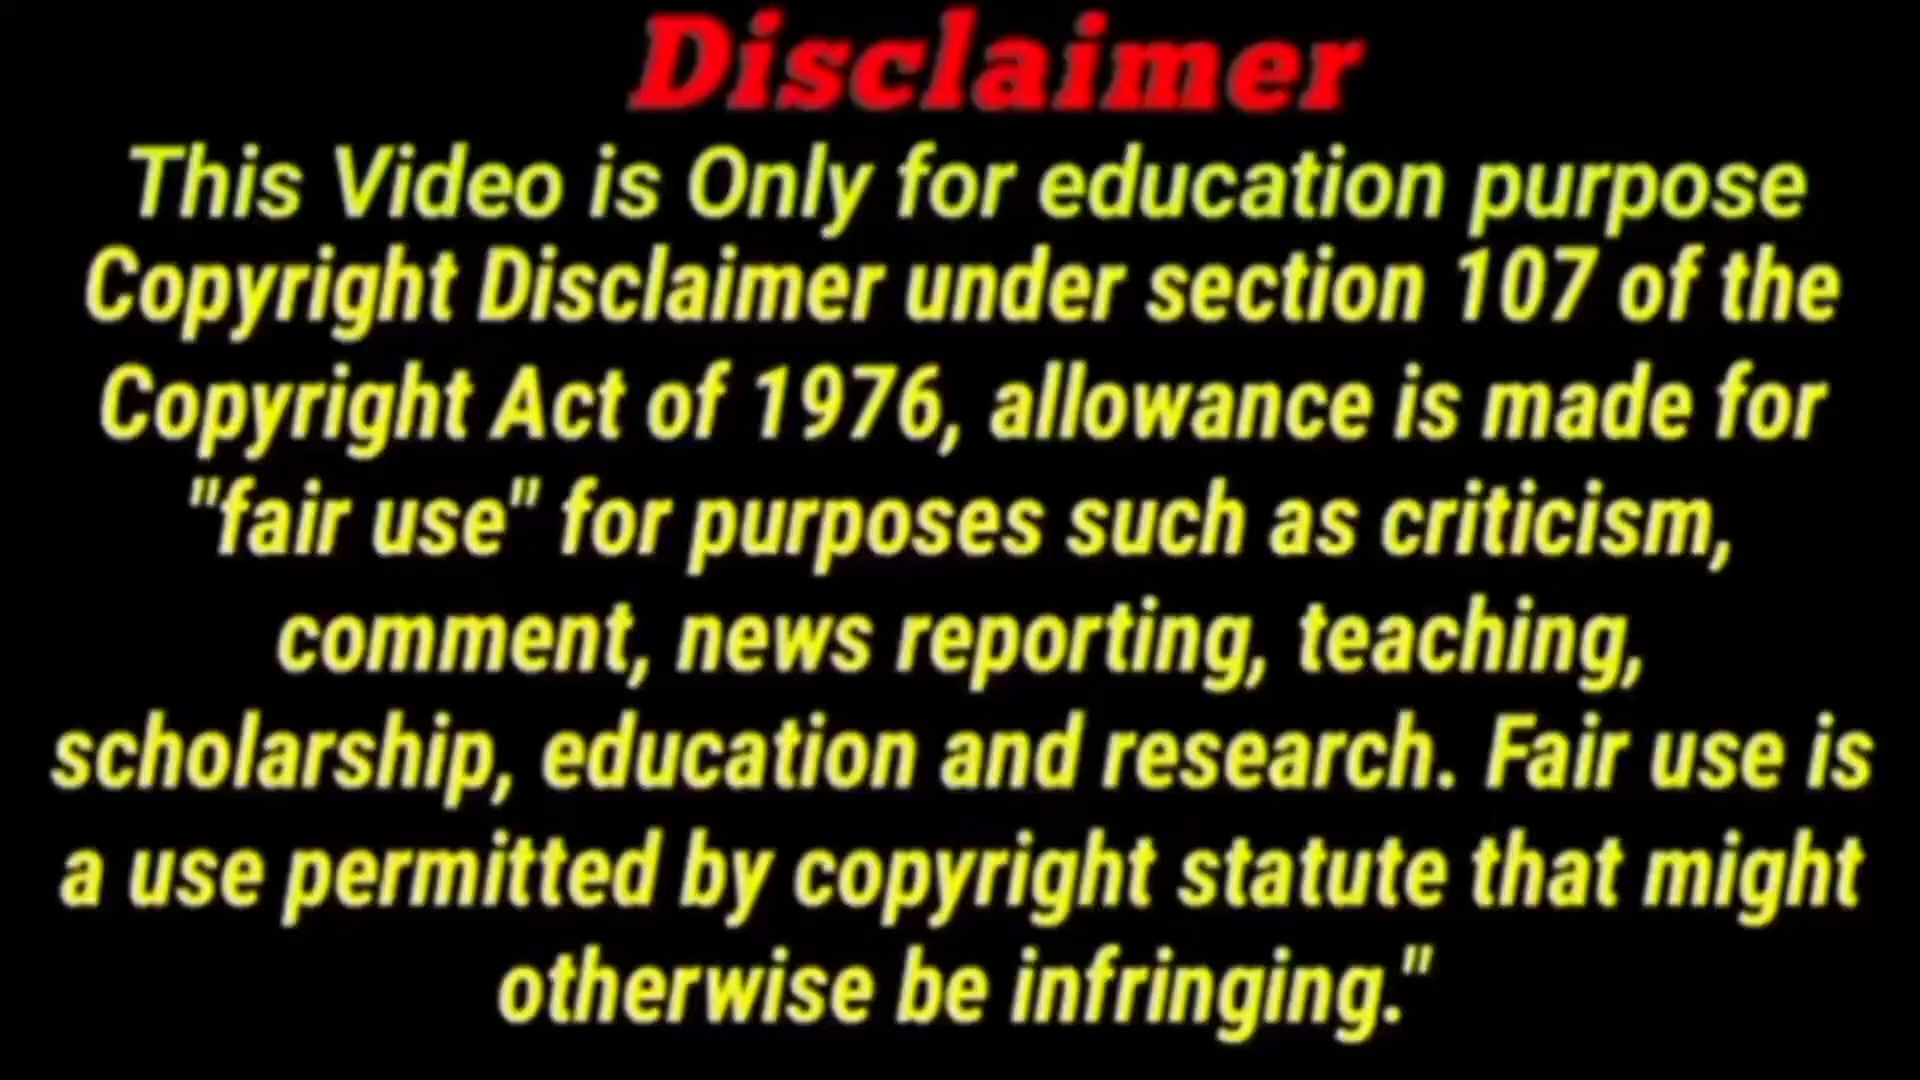 Disclaimer
This Video is Only for education purpose
Copyright Disclaimer under section 107 of the
Copyright Act of 1976, allowance is made for
"fair use" for purposes such as criticism,
comment, news reporting, teaching,
scholarship, education and research. Fair use is
a use permitted by copyright statute that might
otherwise be infringing."